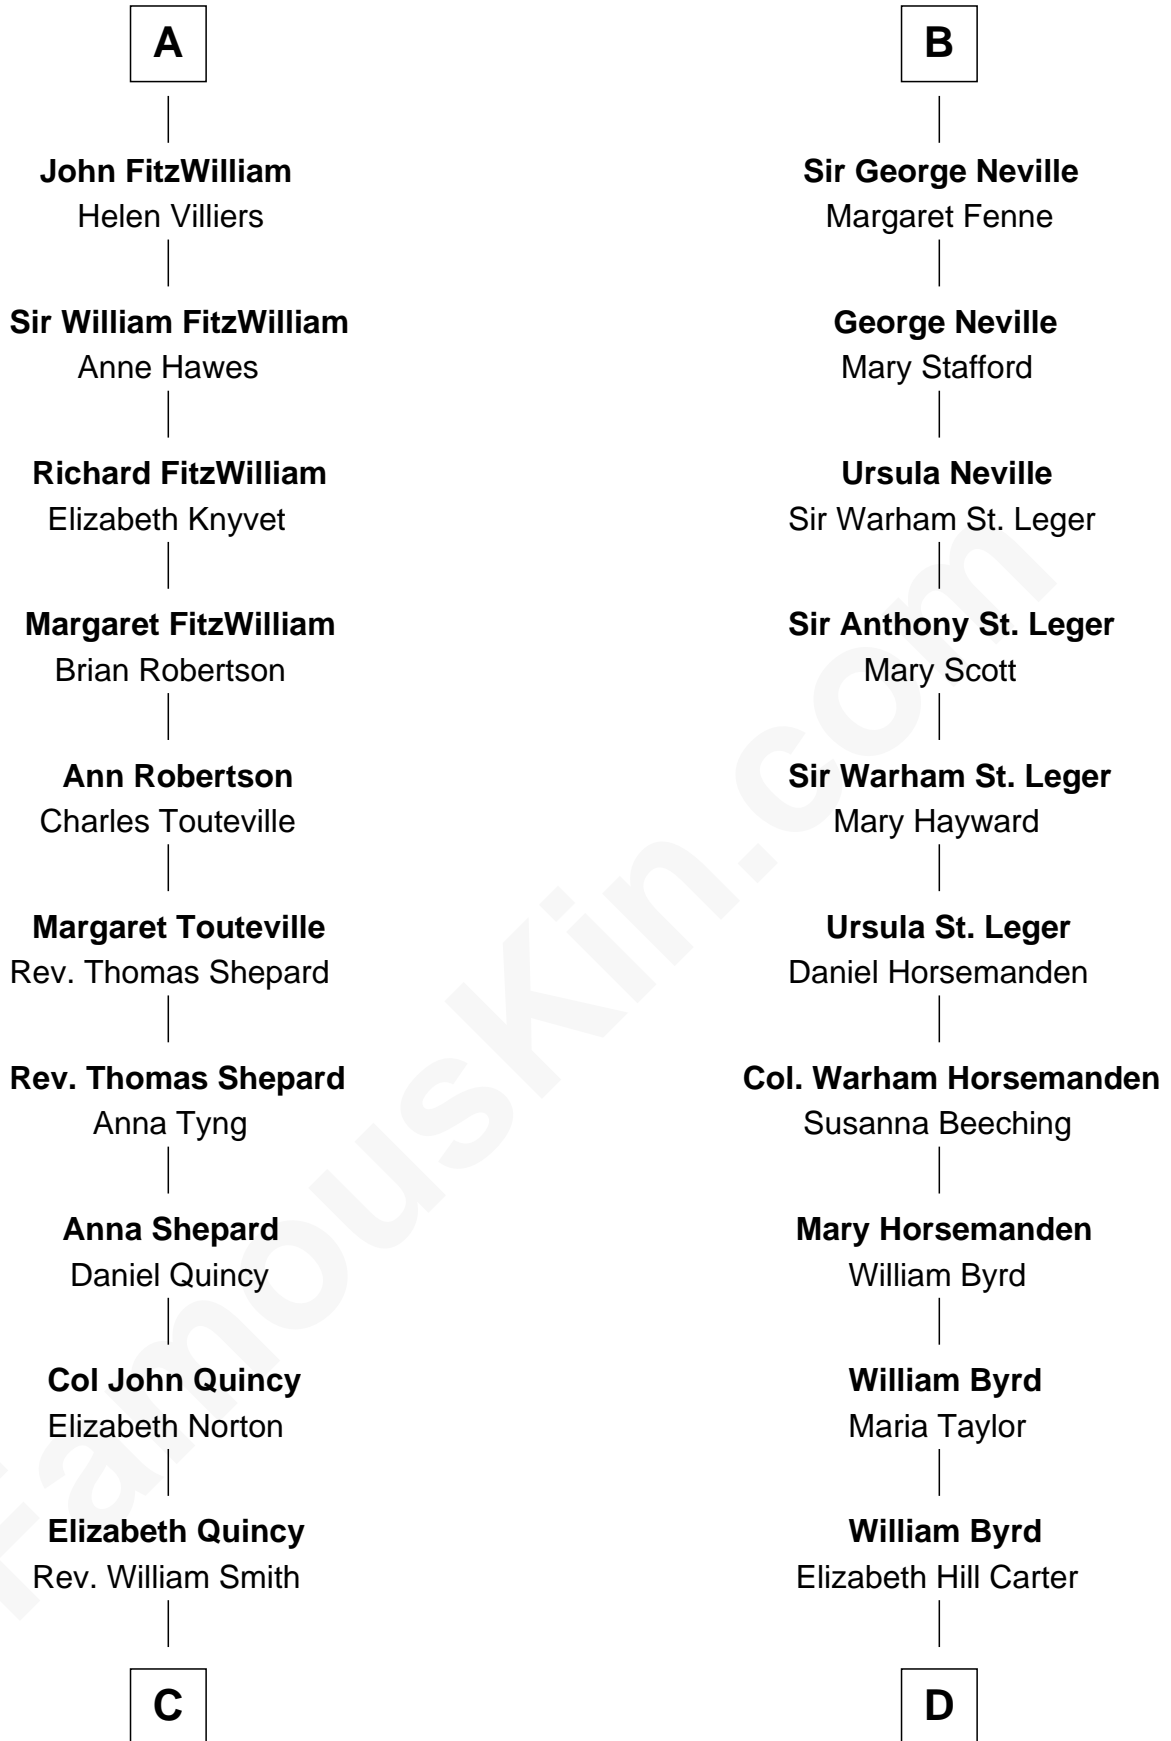 A
John FitzWilliam
Helen Villiers
Sir William FitzWilliam
Anne Hawes
Richard FitzWilliam
Elizabeth Knyvet
Margaret FitzWilliam
Brian Robertson
Ann Robertson
Charles Touteville
Margaret Touteville
Rev. Thomas Shepard
Rev. Thomas Shepard
Anna Tyng
Anna Shepard
Daniel Quincy
Col John Quincy
Elizabeth Norton
Elizabeth Quincy
Rev. William Smith
C
B
Sir George Neville
Margaret Fenne
George Neville
Mary Stafford
Ursula Neville
Sir Warham St. Leger
Sir Anthony St. Leger
Mary Scott
Sir Warham St. Leger
Mary Hayward
Ursula St. Leger
Daniel Horsemanden
Col. Warham Horsemanden
Susanna Beeching
Mary Horsemanden
William Byrd
William Byrd
Maria Taylor
William Byrd
Elizabeth Hill Carter
D
FamousKin.com